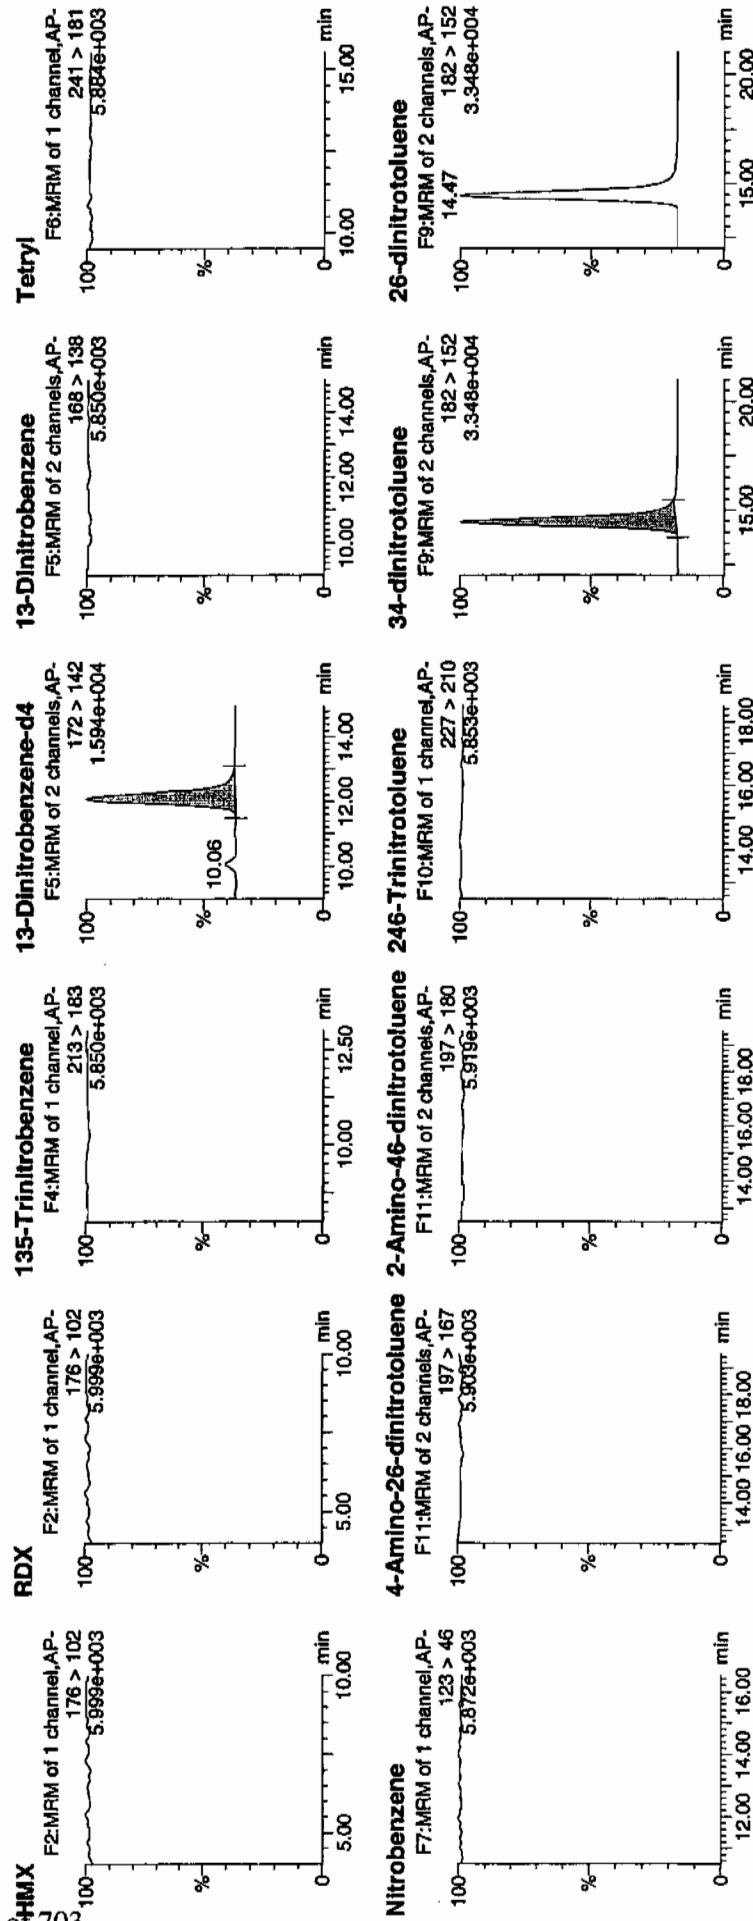 HMX
F2:MRM of 1 channel,AP-
176 > 102
5.999e+003
100
%
0
5.00 10.00 min
RDX
F2:MRM of 1 channel,AP-
176 > 102
5.999e+003
100
%
0
5.00 10.00 min
135-Trinitrobenzene
F4:MRM of 1 channel,AP-
213 > 183
5.850e+003
100
%
0
10.00 12.50 min
13-Dinitrobenzene-d4
F5:MRM of 2 channels,AP-
172 > 142
1.594e+004
100
%
10.06
0
10.00 12.00 14.00 min
13-Dinitrobenzene
F5:MRM of 2 channels,AP-
168 > 138
5.850e+003
100
%
0
10.00 12.00 14.00 min
Tetryl
F6:MRM of 1 channel,AP-
241 > 181
5.884e+003
100
%
0
10.00 15.00 min
Nitrobenzene
F7:MRM of 1 channel,AP-
123 > 46
5.872e+003
100
%
0
12.00 14.00 16.00 min
4-Amino-26-dinitrotoluene
F11:MRM of 2 channels,AP-
197 > 167
5.903e+003
100
%
0
14.00 16.00 18.00 min
2-Amino-46-dinitrotoluene
F11:MRM of 2 channels,AP-
197 > 180
5.919e+003
100
%
0
14.00 16.00 18.00 min
246-Trinitrotoluene
F10:MRM of 1 channel,AP-
227 > 210
5.853e+003
100
%
0
14.00 16.00 18.00 min
34-dinitrotoluene
F9:MRM of 2 channels,AP-
182 > 152
3.348e+004
100
%
0
15.00 20.00 min
26-dinitrotoluene
F9:MRM of 2 channels,AP-
182 > 152
14.47
3.348e+004
100
%
0
15.00 20.00 min